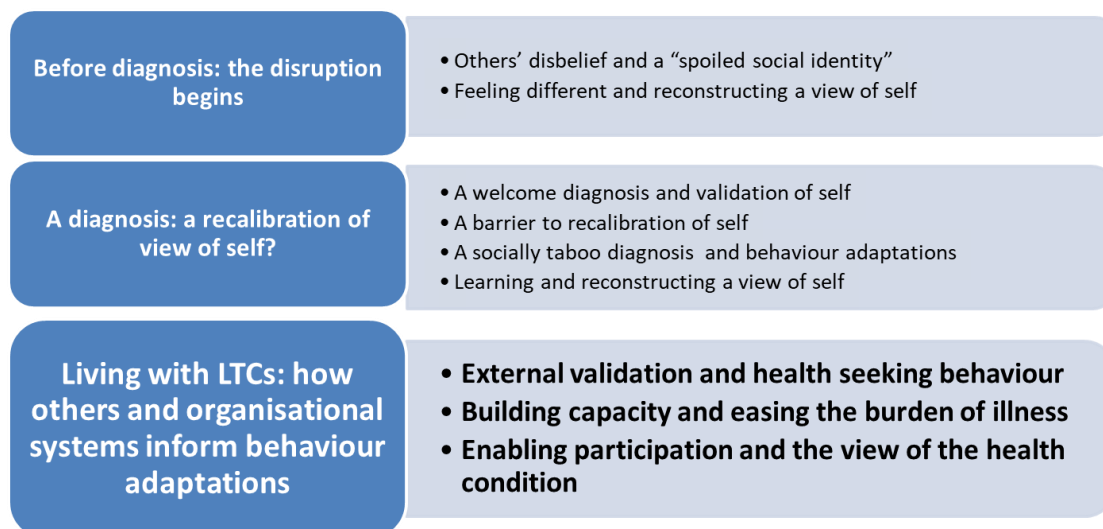 Before diagnosis: the disruption
begins
• Others’ disbelief and a “spoiled social identity”
• Feeling different and reconstructing a view of self
A diagnosis: a recalibration of
view of self?
• A welcome diagnosis and validation of self
• A barrier to recalibration of self
• A socially taboo diagnosis and behaviour adaptations
• Learning and reconstructing a view of self
Living with LTCs: how
others and organisational
systems inform behaviour
adaptations
• External validation and health seeking behaviour
• Building capacity and easing the burden of illness
• Enabling participation and the view of the health
condition